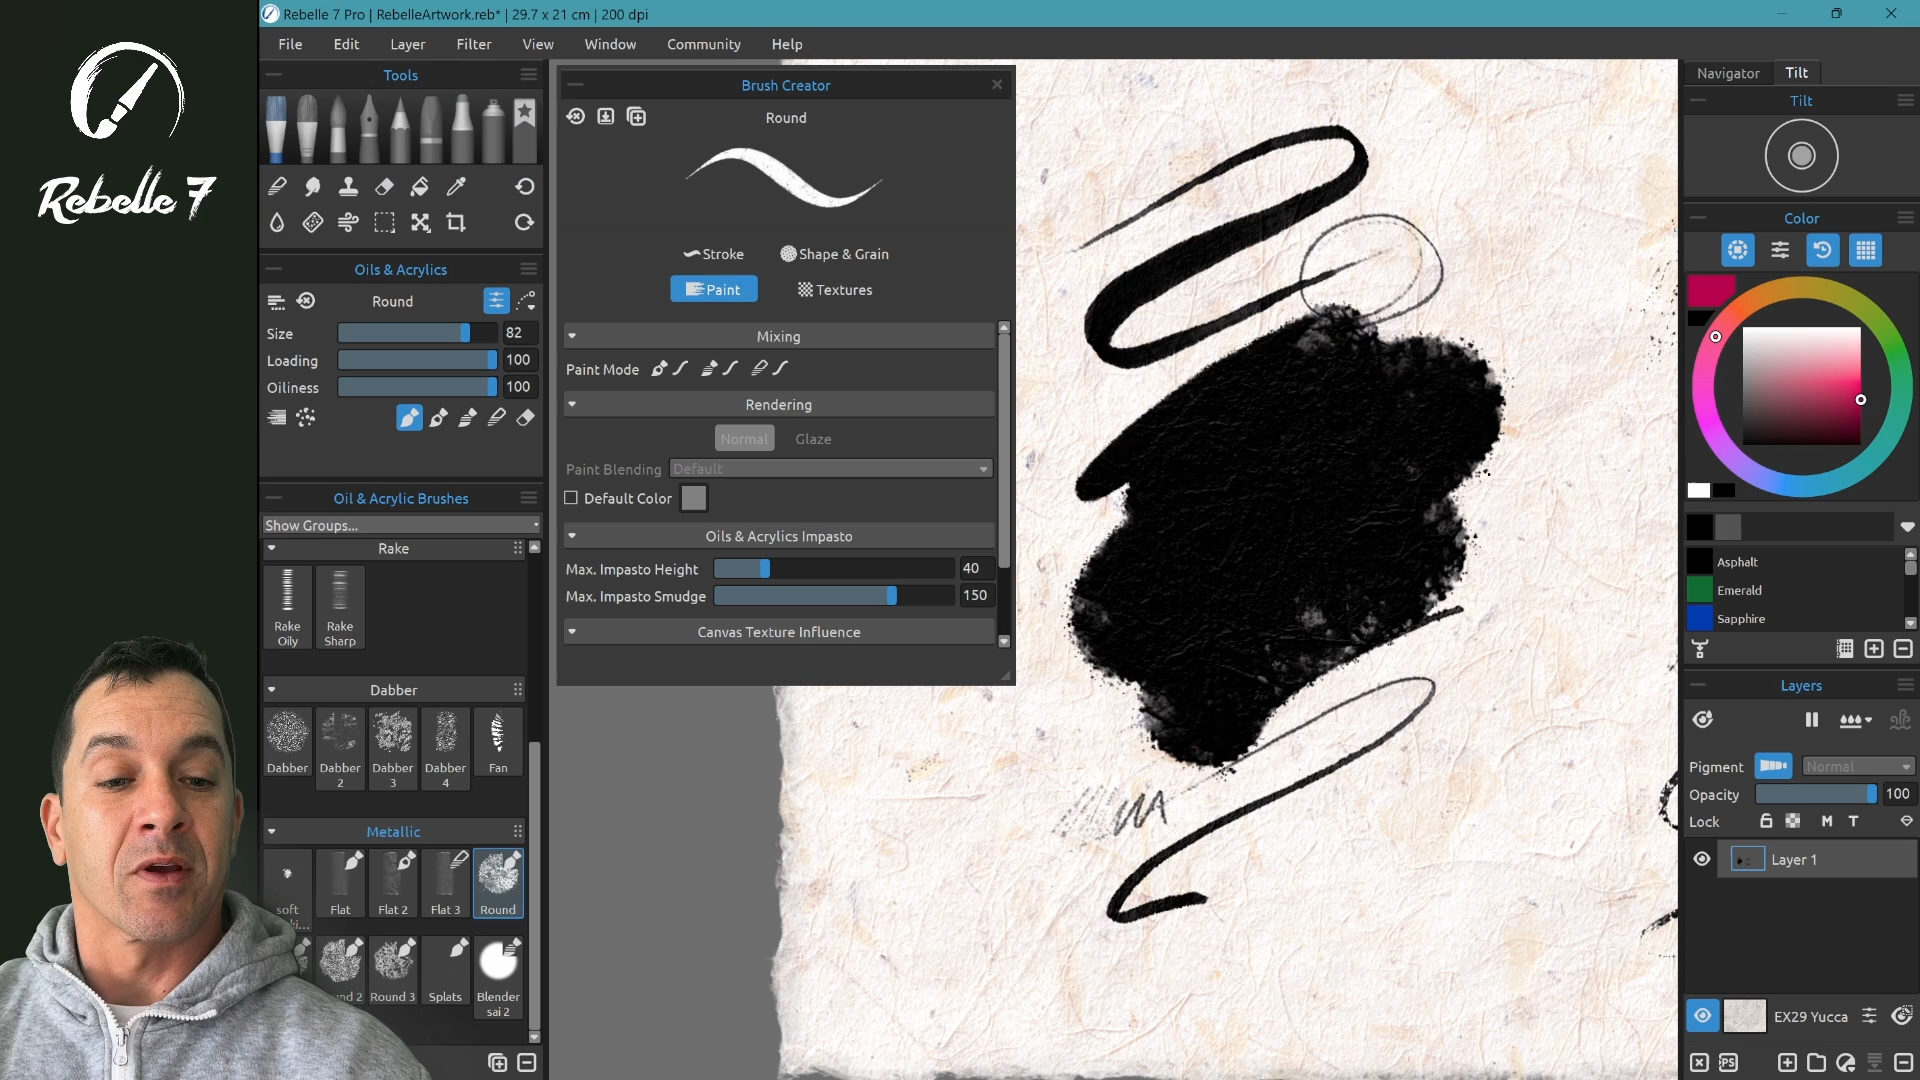 Rebelle 7 Pro | RebelleArtwork.reb* | 29.7 x 21 cm | 200 dpi
File Edit Layer Filter View Window Community Help
Rebelle 7
Tools
Oils & Acrylics
Round
Size 82
Loading 100
Oiliness 100
Oil & Acrylic Brushes
Show Groups...
Rake
Rake Oily
Rake Sharp
Dabber
Dabber
Dabber 2
Dabber 3
Dabber 4
Fan
Metallic
soft
Flat
Flat 2
Flat 3
Round
nd 2
Round 3
Splats
Blender sai 2
Brush Creator
Round
Stroke
Shape & Grain
Paint
Textures
Mixing
Paint Mode
Rendering
Normal Glaze
Paint Blending Default
Default Color
Oils & Acrylics Impasto
Max. Impasto Height 40
Max. Impasto Smudge 150
Canvas Texture Influence
Navigator Tilt
Tilt
Color
Asphalt
Emerald
Sapphire
Layers
Pigment Normal
Opacity 100
Lock M T
Layer 1
EX29 Yucca
PS